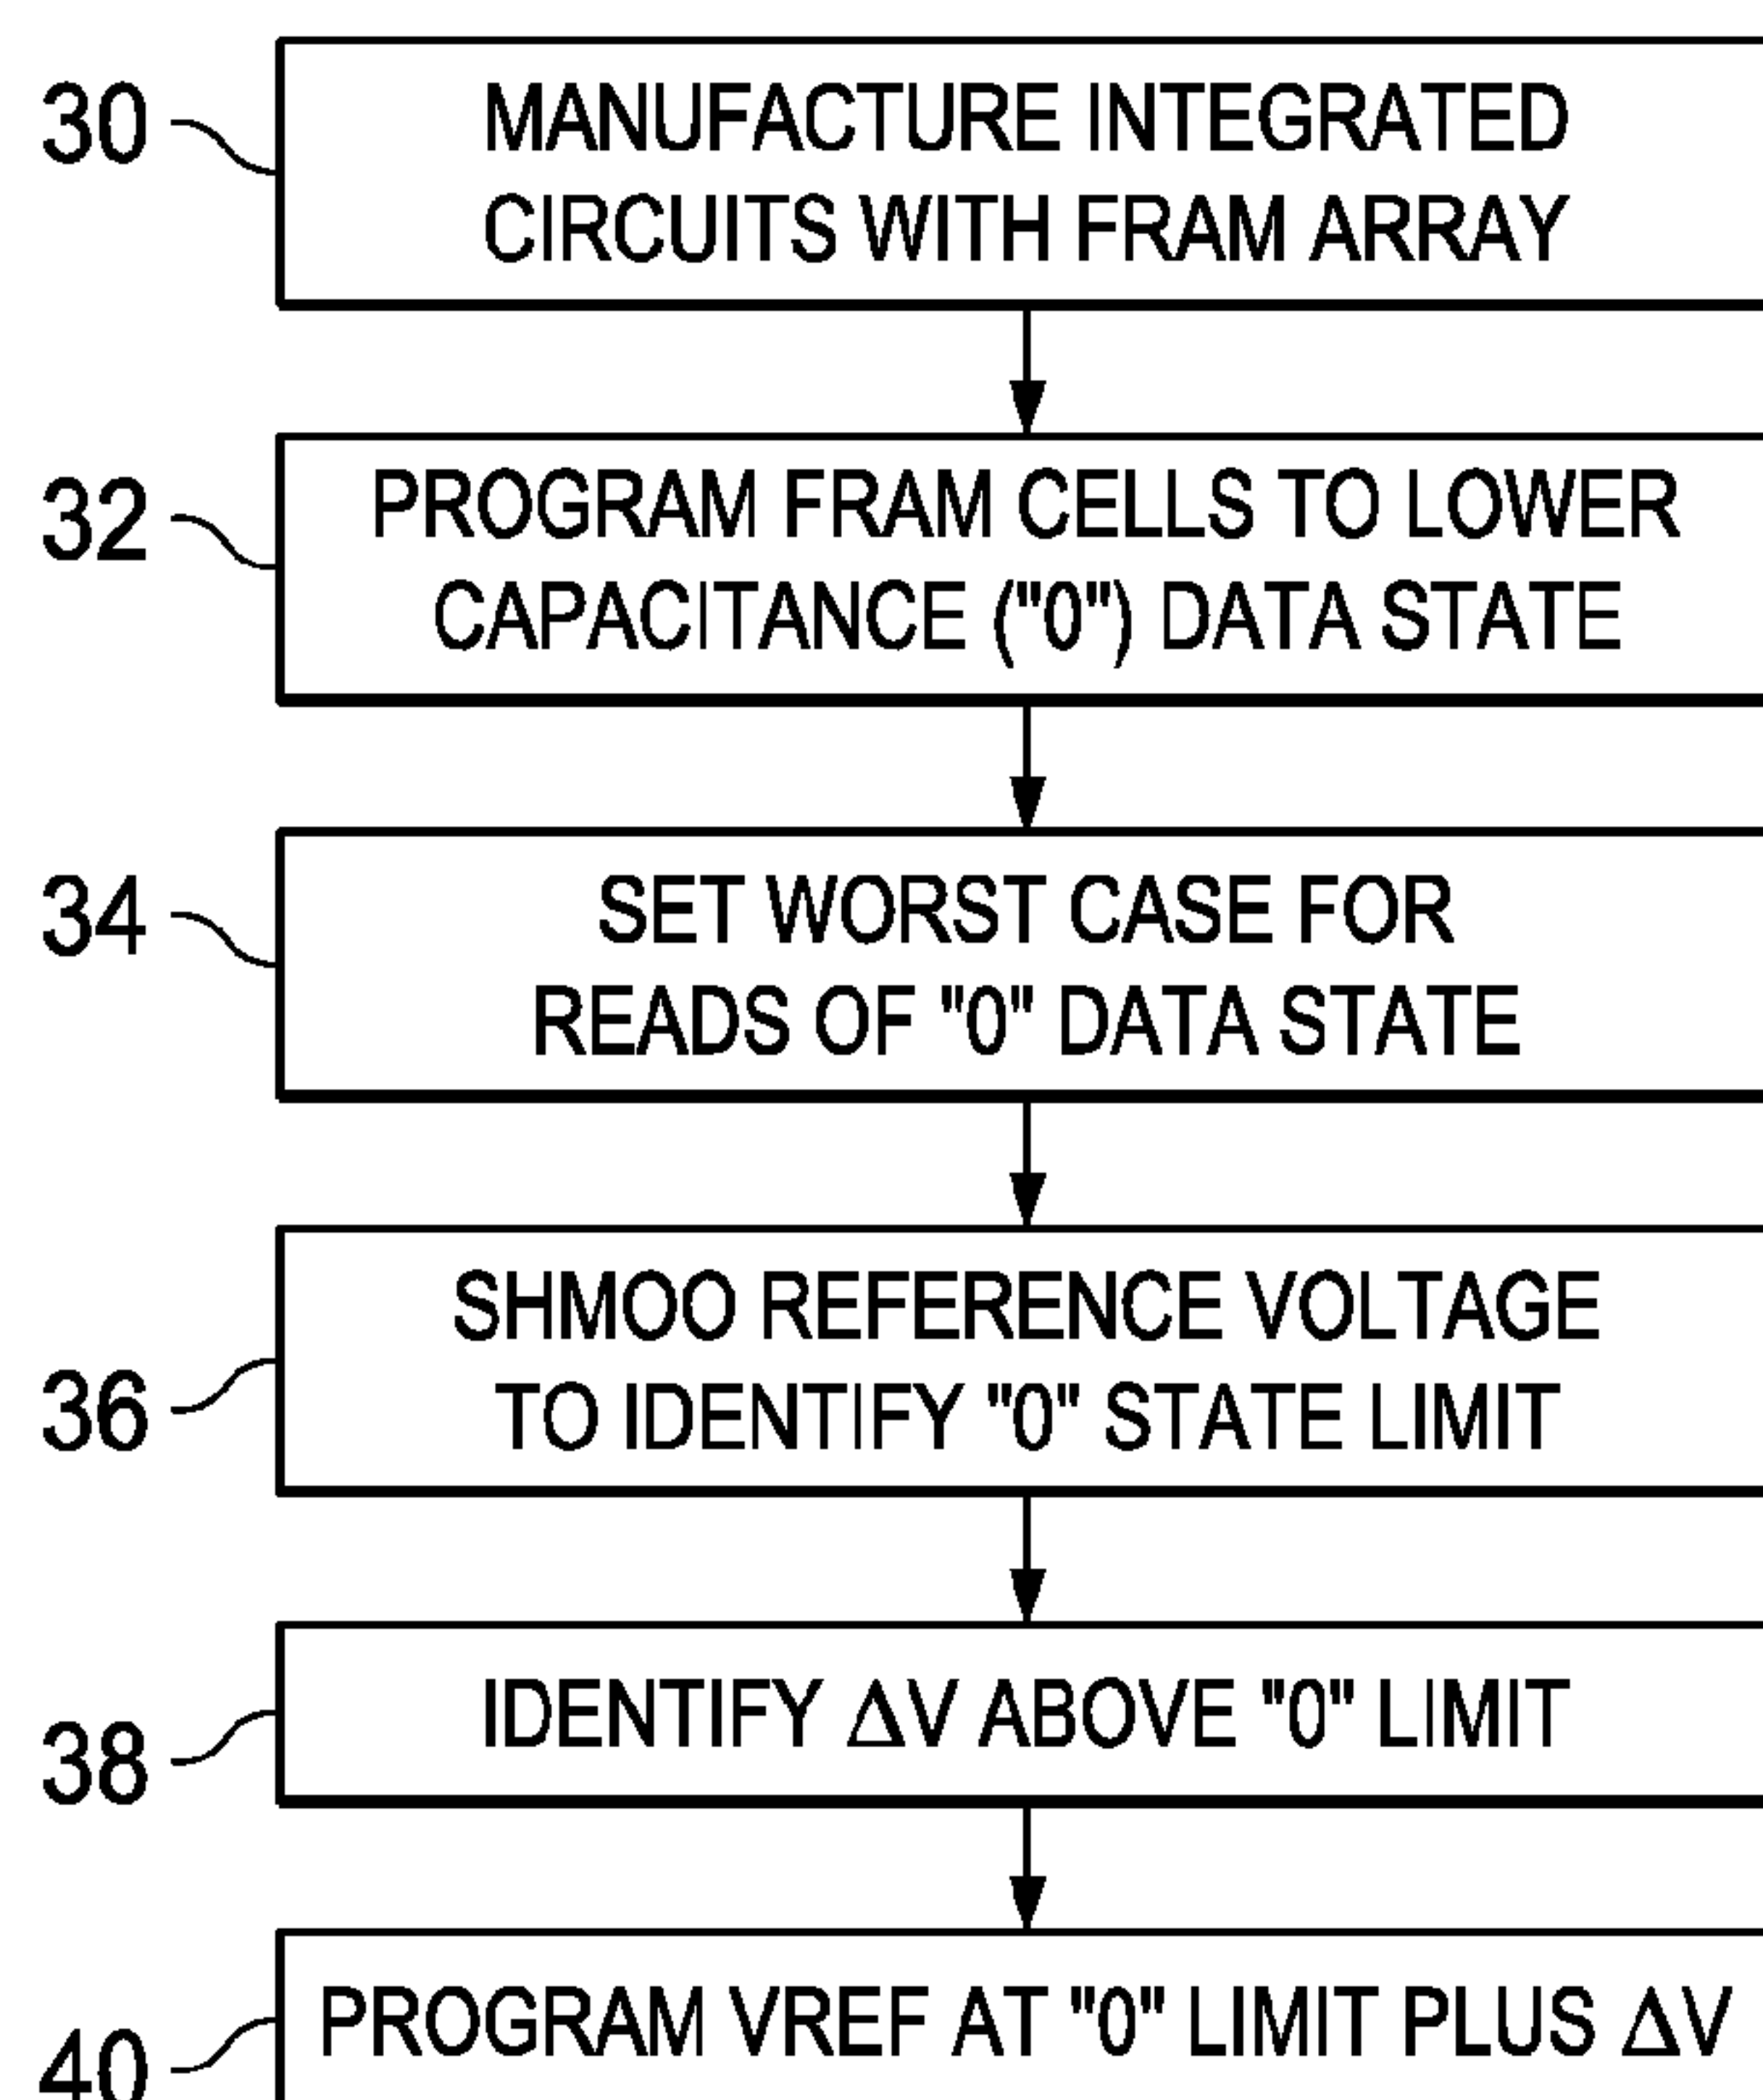 30
MANUFACTURE INTEGRATED
CIRCUITS WITH FRAM ARRAY
32
PROGRAM FRAM CELLS TO LOWER
CAPACITANCE ("0") DATA STATE
34
SET WORST CASE FOR
READS OF "0" DATA STATE
36
SHMOO REFERENCE VOLTAGE
TO IDENTIFY "0" STATE LIMIT
38
IDENTIFY ΔV ABOVE "0" LIMIT
40
PROGRAM VREF AT "0" LIMIT PLUS ΔV